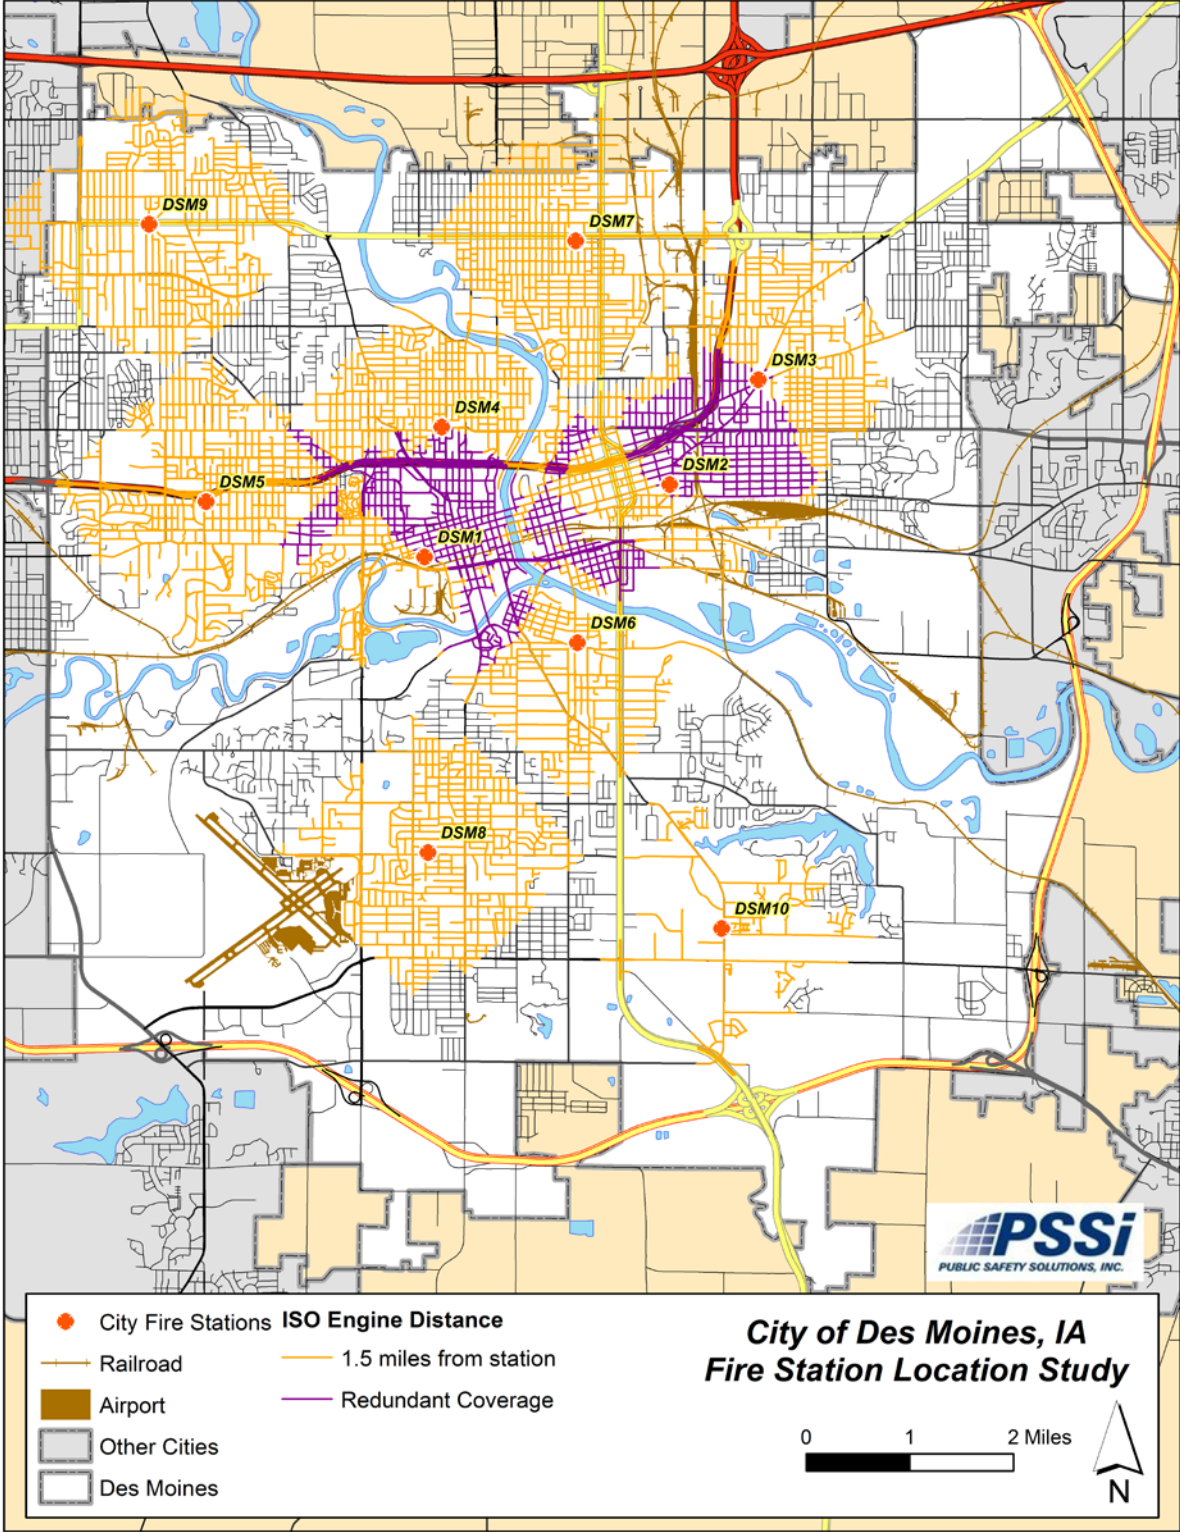 DSM9
DSM7
DSM3
DSM4
DSM2
DSM5
DSM1
DSM6
DSM8
DSM10
PSSi
PUBLIC SAFETY SOLUTIONS, INC.
City Fire Stations
Railroad
Airport
Other Cities
Des Moines
ISO Engine Distance
1.5 miles from station
Redundant Coverage
City of Des Moines, IA
Fire Station Location Study
0 1 2 Miles
N